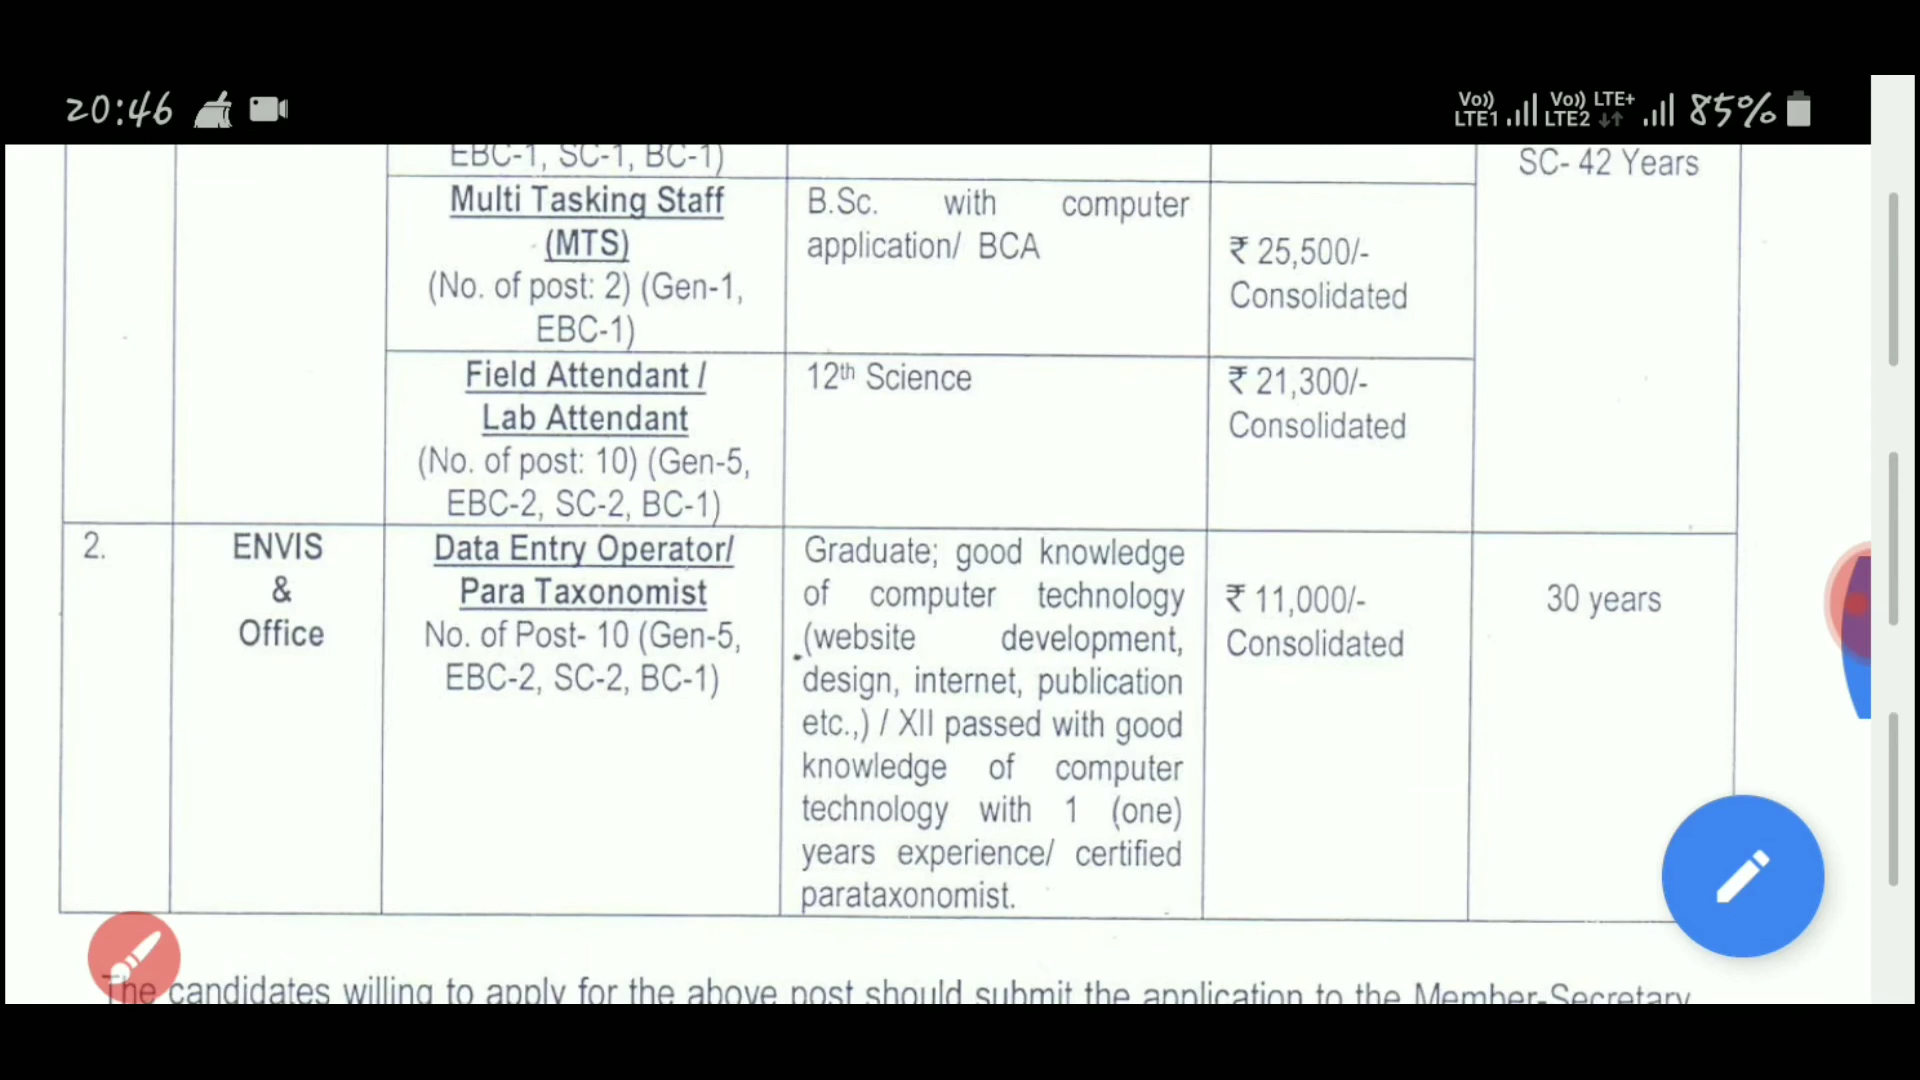 20:46
Vo)) LTE1 Vo)) LTE+ LTE2 85%
EBC-1, SC-1, BC-1)
SC- 42 Years
Multi Tasking Staff
(MTS)
(No. of post: 2) (Gen-1,
EBC-1)
B.Sc. with computer
application/ BCA
₹ 25,500/-
Consolidated
Field Attendant /
Lab Attendant
(No. of post: 10) (Gen-5,
EBC-2, SC-2, BC-1)
12th Science
₹ 21,300/-
Consolidated
2.
ENVIS
&
Office
Data Entry Operator/
Para Taxonomist
No. of Post- 10 (Gen-5,
EBC-2, SC-2, BC-1)
Graduate; good knowledge
of computer technology
(website development,
design, internet, publication
etc.,) / XII passed with good
knowledge of computer
technology with 1 (one)
years experience/ certified
parataxonomist.
₹ 11,000/-
Consolidated
30 years
The candidates willing to apply for the above post should submit the application to the Member-Secretary